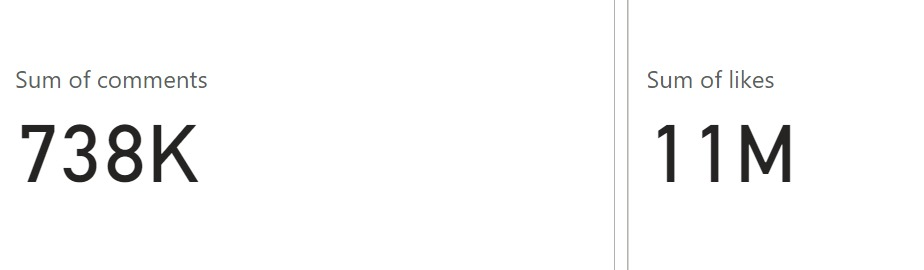 Sum of comments
738K
Sum of likes
11M